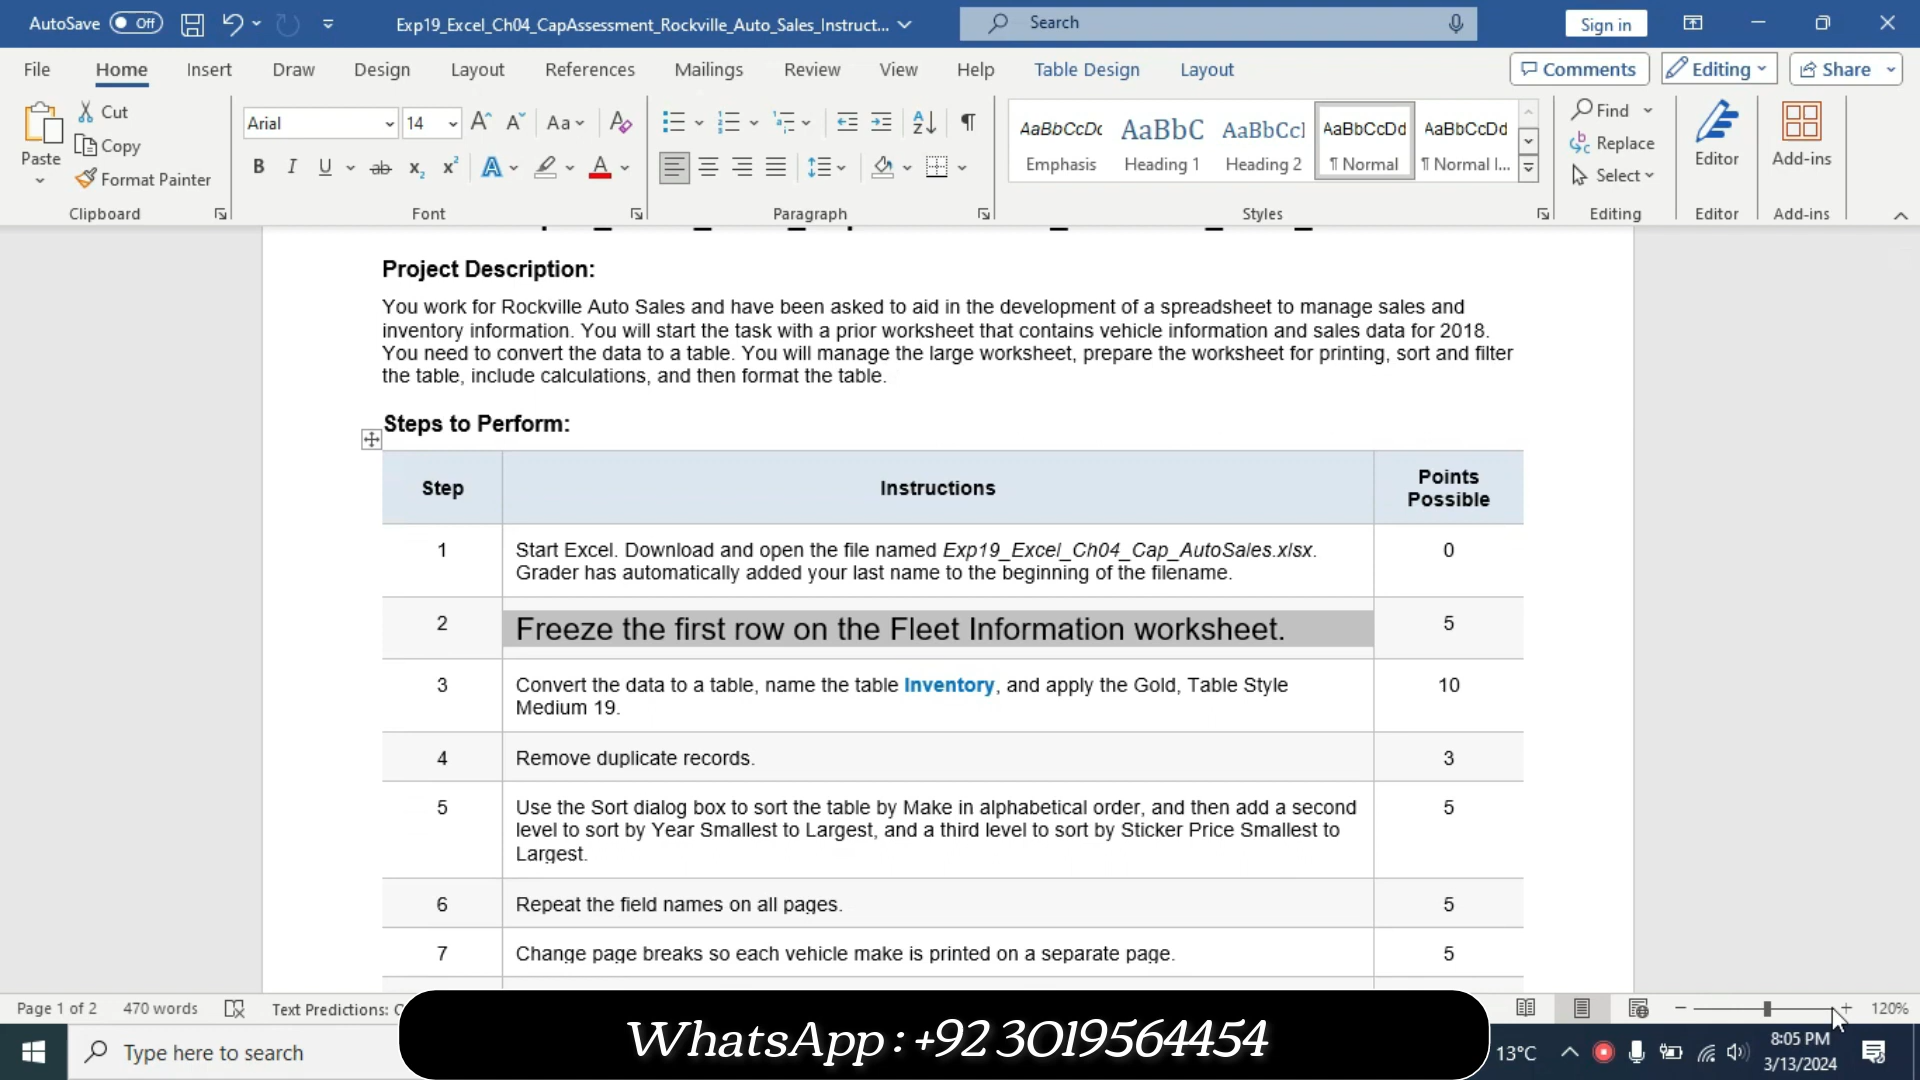 AutoSave Off Exp19_Excel_Ch04_CapAssessment_Rockville_Auto_Sales_Instruct... Search Sign in
File Home Insert Draw Design Layout References Mailings Review View Help Table Design Layout Comments Editing Share
Paste Cut Copy Format Painter
Arial 14 Aa
B I U ab x₂ x² A A
AaBbCcDc AaBbC AaBbCcl AaBbCcDd AaBbCcDd
Emphasis Heading 1 Heading 2 ¶ Normal ¶ Normal I...
Find Replace Select
Editor Add-ins
Clipboard Font Paragraph Styles Editing Editor Add-ins
Project Description:
You work for Rockville Auto Sales and have been asked to aid in the development of a spreadsheet to manage sales and
inventory information. You will start the task with a prior worksheet that contains vehicle information and sales data for 2018.
You need to convert the data to a table. You will manage the large worksheet, prepare the worksheet for printing, sort and filter
the table, include calculations, and then format the table.
Steps to Perform:
Step Instructions Points
Possible
1 Start Excel. Download and open the file named Exp19_Excel_Ch04_Cap_AutoSales.xlsx. 0
Grader has automatically added your last name to the beginning of the filename.
2 Freeze the first row on the Fleet Information worksheet. 5
3 Convert the data to a table, name the table Inventory, and apply the Gold, Table Style 10
Medium 19.
4 Remove duplicate records. 3
5 Use the Sort dialog box to sort the table by Make in alphabetical order, and then add a second 5
level to sort by Year Smallest to Largest, and a third level to sort by Sticker Price Smallest to
Largest.
6 Repeat the field names on all pages. 5
7 Change page breaks so each vehicle make is printed on a separate page. 5
Page 1 of 2 470 words Text Predictions: 120%
WhatsApp : +92 3019564454
Type here to search 13°C 8:05 PM
3/13/2024